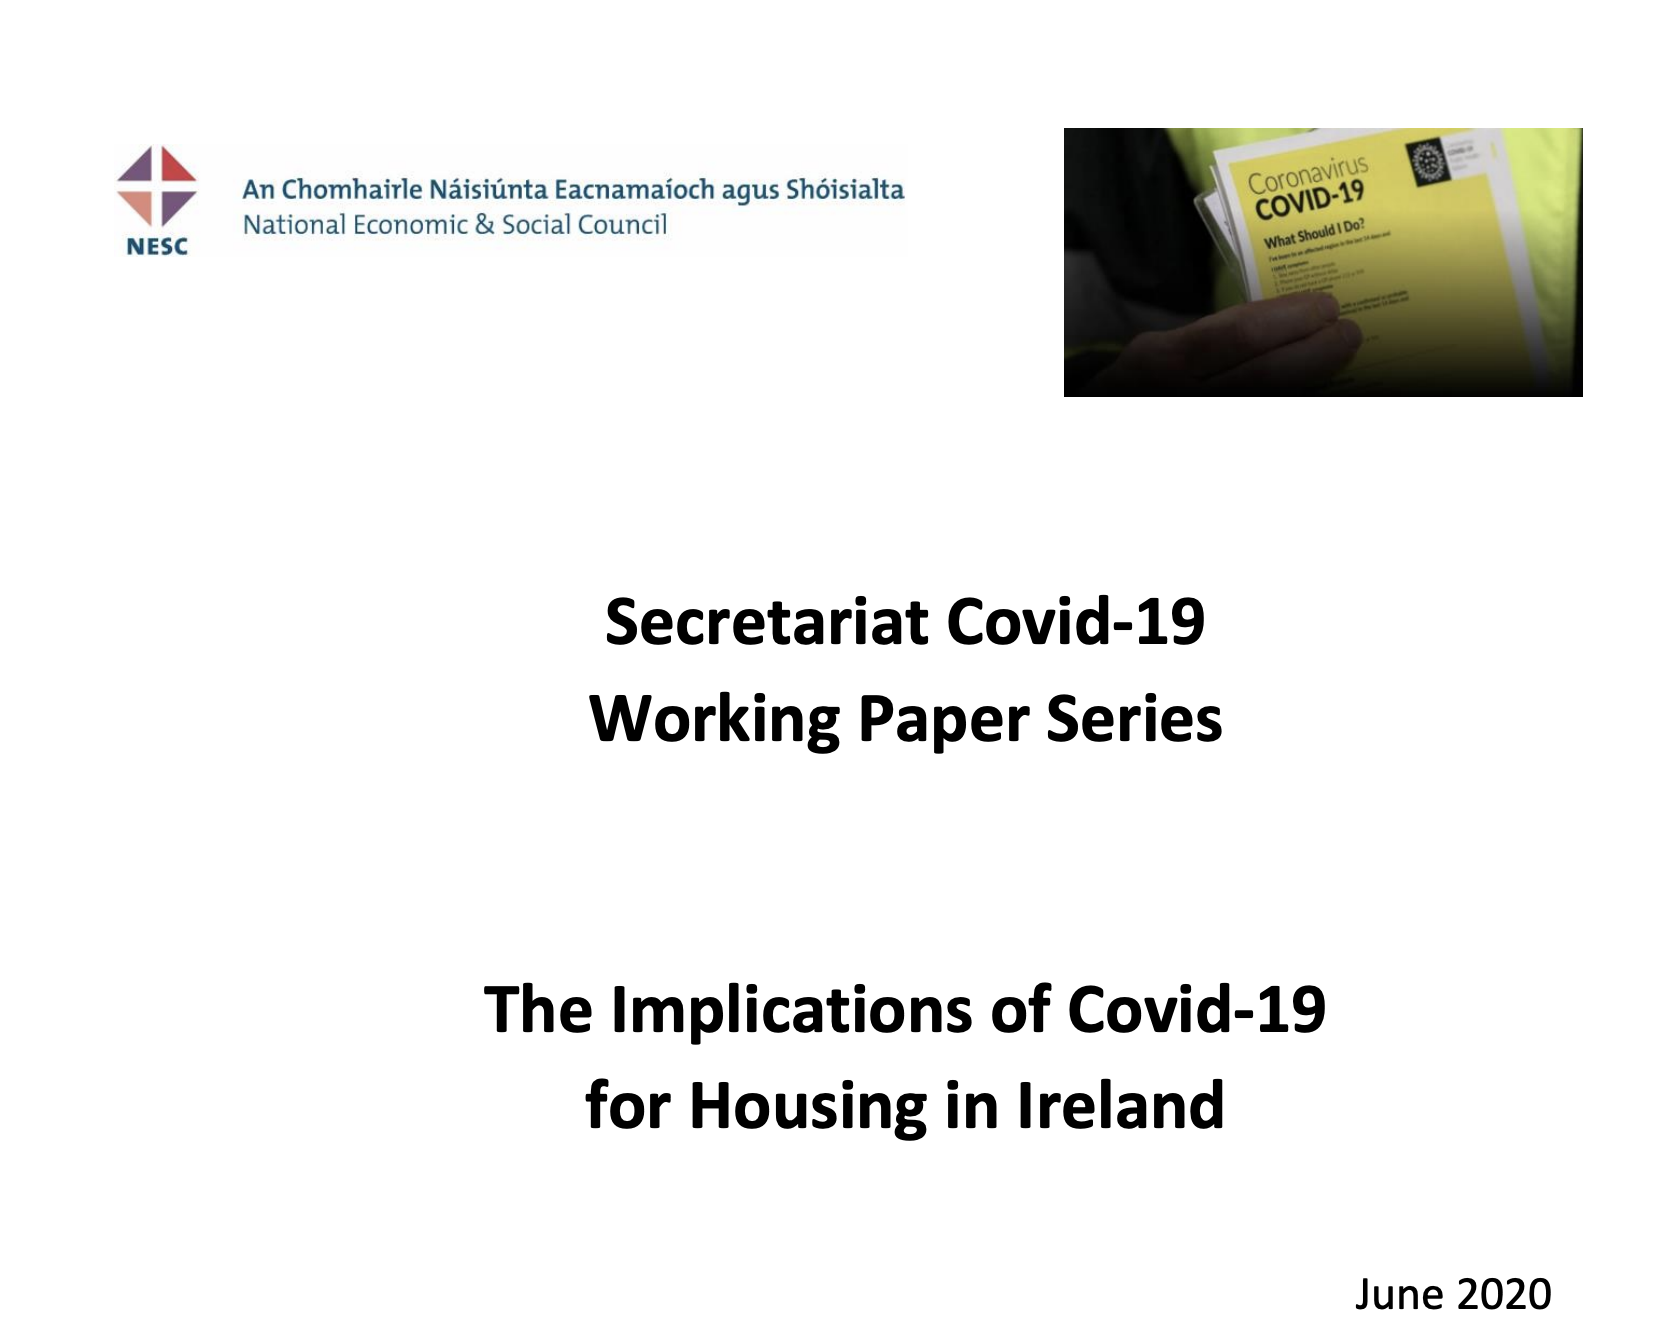 NESC
An Chomhairle Náisiúnta Eacnamaíoch agus Shóisialta
National Economic & Social Council
Coronavirus
COVID-19
What Should I Do?
Secretariat Covid-19
Working Paper Series
The Implications of Covid-19
for Housing in Ireland
June 2020